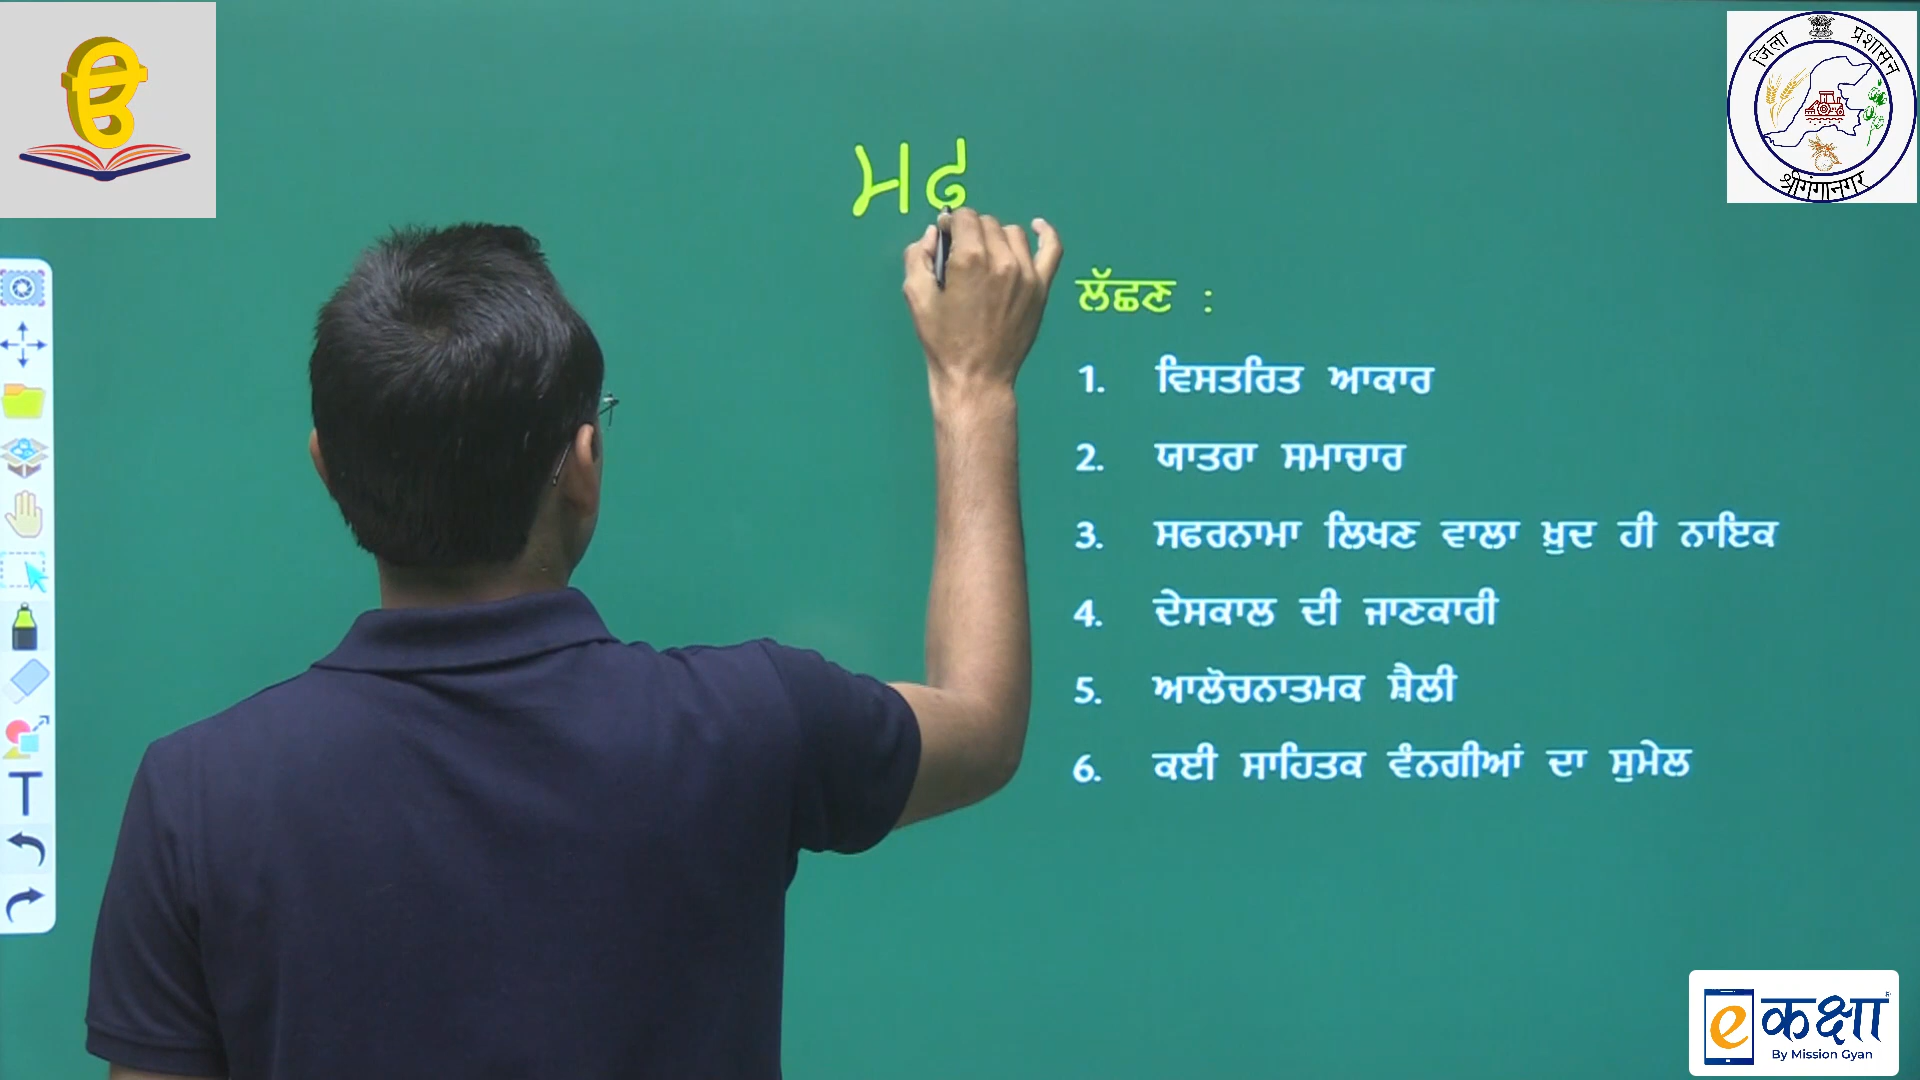 ੳ
जिला प्रशासन
श्रीगंगानगर
ਲੱਛਣ :
1. ਵਿਸਤਰਿਤ ਆਕਾਰ
2. ਯਾਤਰਾ ਸਮਾਚਾਰ
3. ਸਫਰਨਾਮਾ ਲਿਖਣ ਵਾਲਾ ਖ਼ੁਦ ਹੀ ਨਾਇਕ
4. ਦੇਸਕਾਲ ਦੀ ਜਾਣਕਾਰੀ
5. ਆਲੋਚਨਾਤਮਕ ਸ਼ੈਲੀ
6. ਕਈ ਸਾਹਿਤਕ ਵੰਨਗੀਆਂ ਦਾ ਸੁਮੇਲ
T
e कक्षा
By Mission Gyan